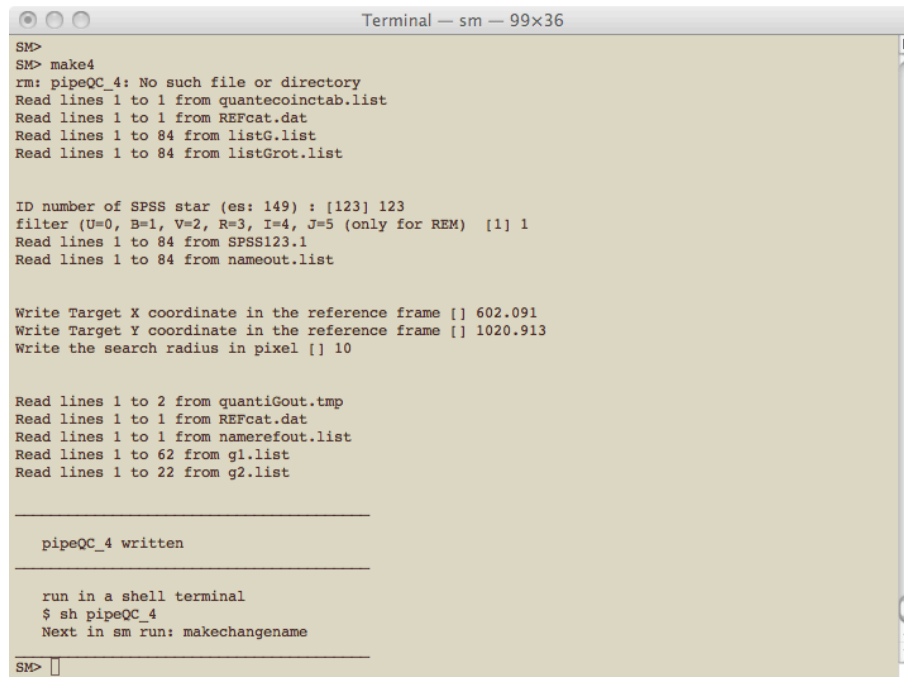 Terminal — sm — 99×36
SM>
SM> make4
rm: pipeQC_4: No such file or directory
Read lines 1 to 1 from quantecoinctab.list
Read lines 1 to 1 from REFcat.dat
Read lines 1 to 84 from listG.list
Read lines 1 to 84 from listGrot.list
ID number of SPSS star (es: 149) : [123] 123
filter (U=0, B=1, V=2, R=3, I=4, J=5 (only for REM)  [1] 1
Read lines 1 to 84 from SPSS123.1
Read lines 1 to 84 from nameout.list
Write Target X coordinate in the reference frame [] 602.091
Write Target Y coordinate in the reference frame [] 1020.913
Write the search radius in pixel [] 10
Read lines 1 to 2 from quantiGout.tmp
Read lines 1 to 1 from REFcat.dat
Read lines 1 to 1 from namerefout.list
Read lines 1 to 62 from g1.list
Read lines 1 to 22 from g2.list
pipeQC_4 written
run in a shell terminal
$ sh pipeQC_4
Next in sm run: makechangename
SM>